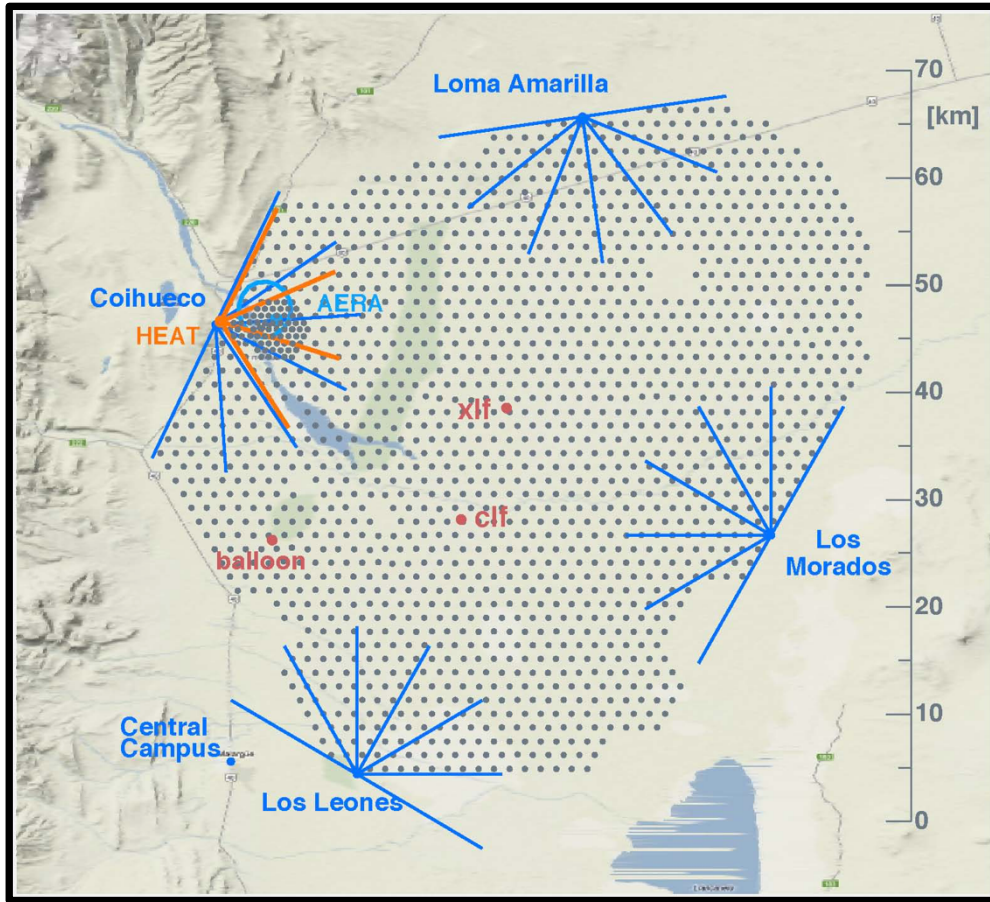 Loma Amarilla
70
[km]
60
50
Coihueco
AERA
HEAT
40
xlf
30
clf
balloon
Los
Morados
20
Central
Campus
10
Los Leones
0